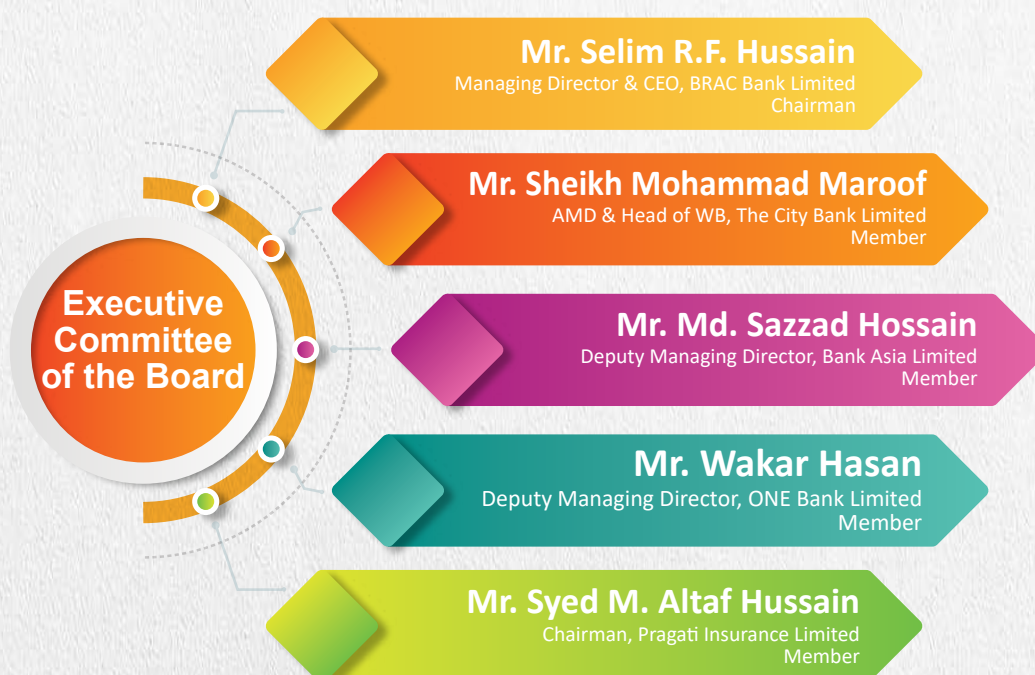 Executive
Committee
of the Board
Mr. Selim R.F. Hussain
Managing Director & CEO, BRAC Bank Limited
Chairman
Mr. Sheikh Mohammad Maroof
AMD & Head of WB, The City Bank Limited
Member
Mr. Md. Sazzad Hossain
Deputy Managing Director, Bank Asia Limited
Member
Mr. Wakar Hasan
Deputy Managing Director, ONE Bank Limited
Member
Mr. Syed M. Altaf Hussain
Chairman, Pragati Insurance Limited
Member